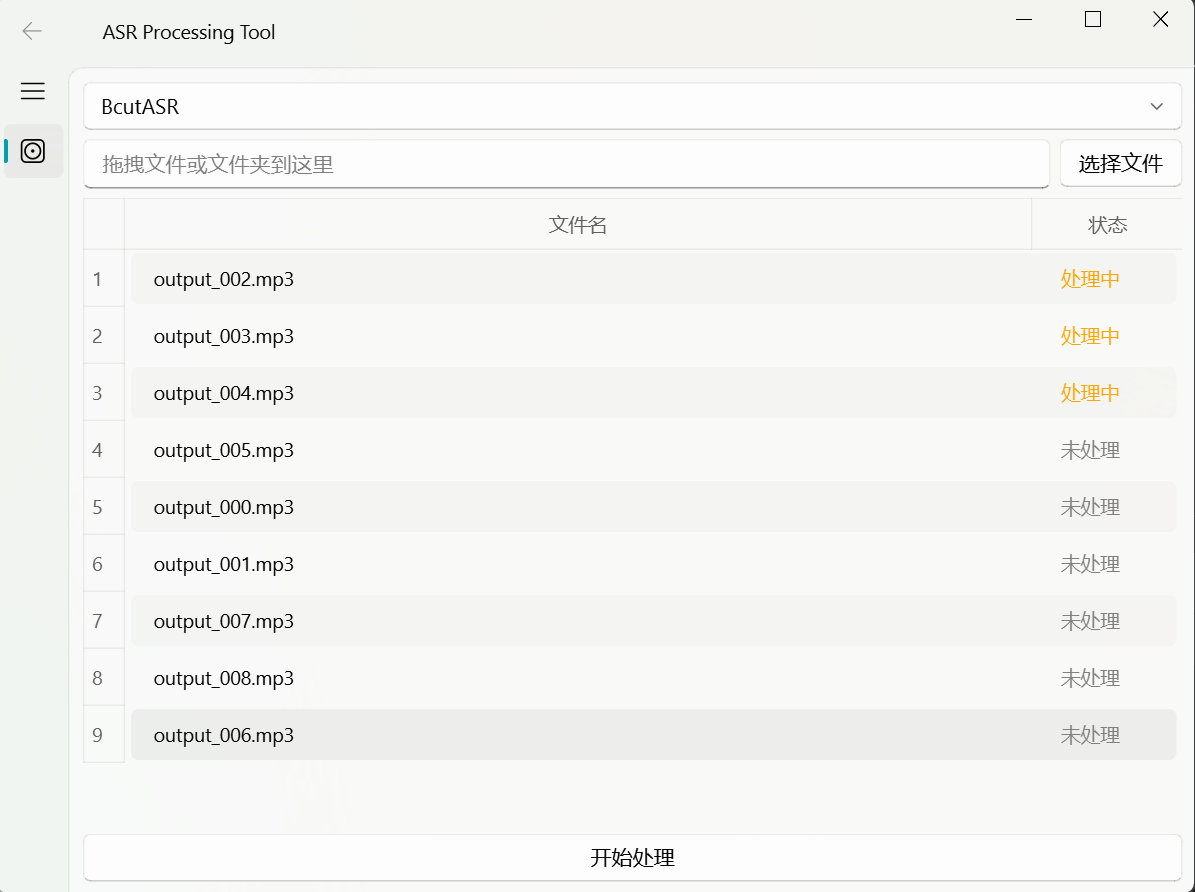 ASR Processing Tool
BcutASR
拖拽文件或文件夹到这里
选择文件
文件名 状态
1 output_002.mp3 处理中
2 output_003.mp3 处理中
3 output_004.mp3 处理中
4 output_005.mp3 未处理
5 output_000.mp3 未处理
6 output_001.mp3 未处理
7 output_007.mp3 未处理
8 output_008.mp3 未处理
9 output_006.mp3 未处理
开始处理